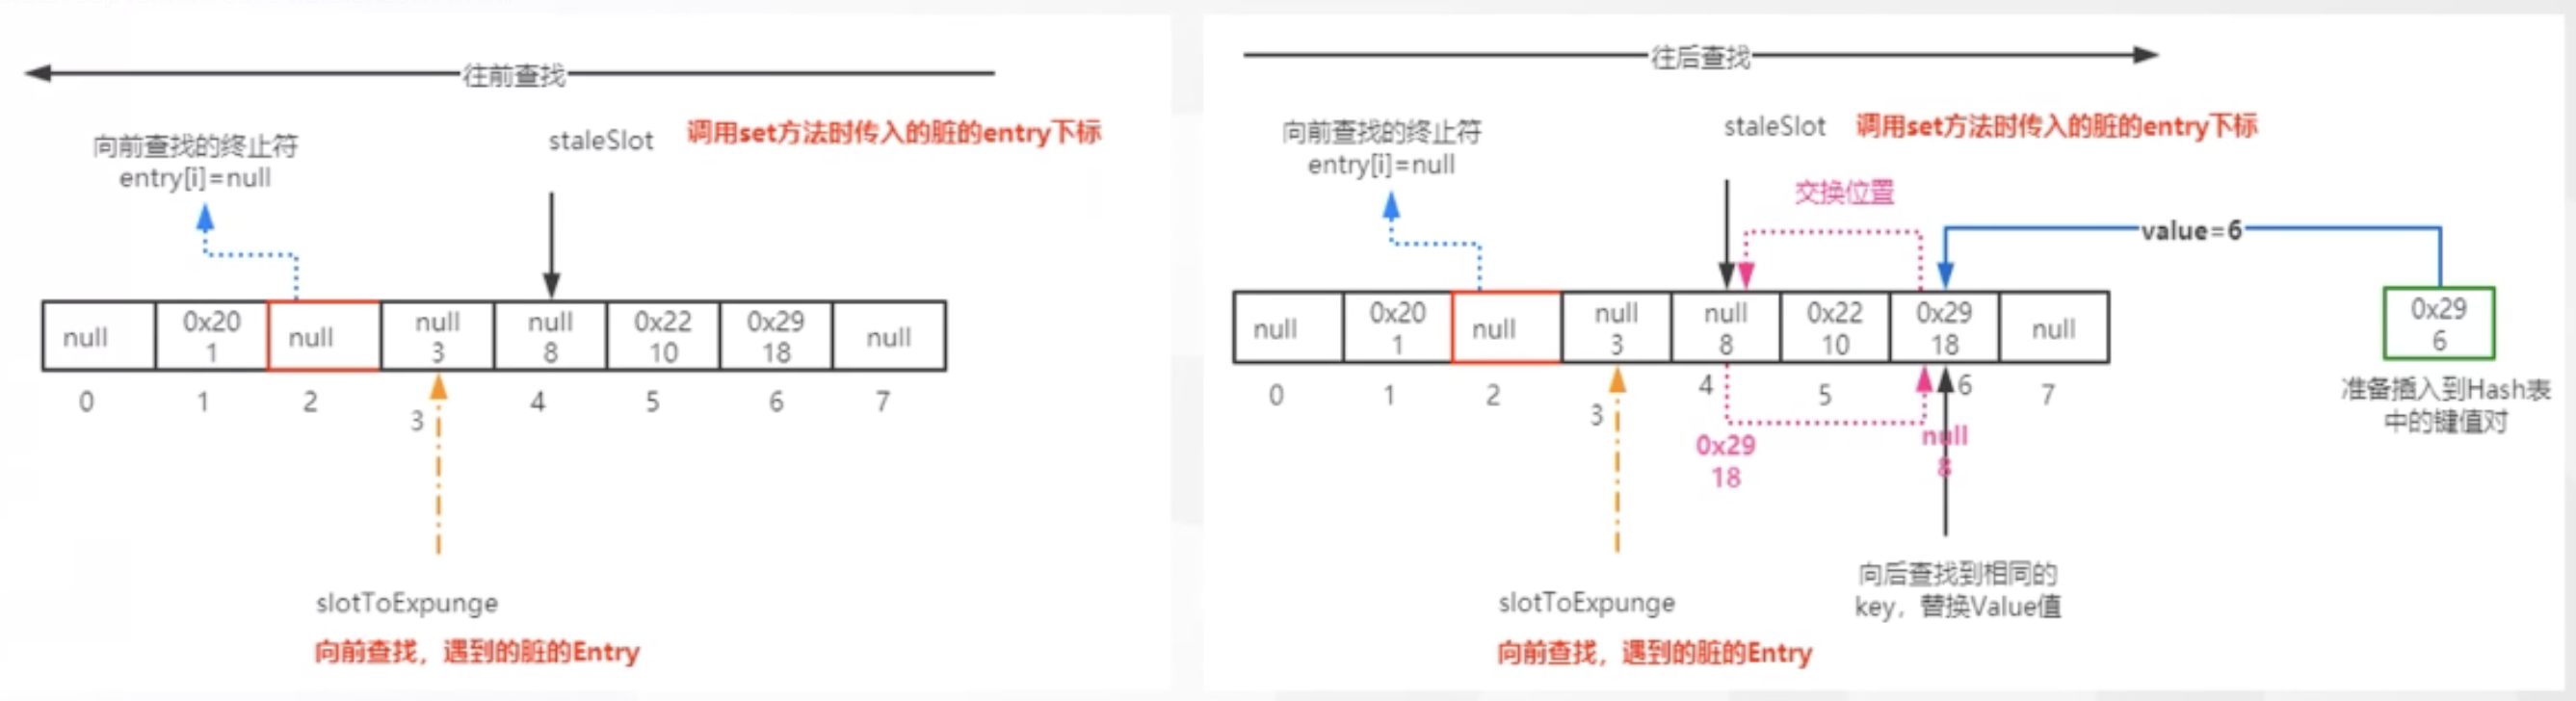 往前查找
向前查找的终止符
entry[i]=null
staleSlot
调用set方法时传入的脏的entry下标
null
0x20
1
null
null
3
null
8
0x22
10
0x29
18
null
0
1
2
3
4
5
6
7
slotToExpunge
向前查找，遇到的脏的Entry
往后查找
向前查找的终止符
entry[i]=null
staleSlot
调用set方法时传入的脏的entry下标
交换位置
value=6
null
0x20
1
null
null
3
null
8
0x22
10
0x29
18
null
0x29
6
准备插入到Hash表
中的键值对
0
1
2
3
4
5
6
7
0x29
18
null
8
slotToExpunge
向前查找，遇到的脏的Entry
向后查找到相同的
key，替换Value值